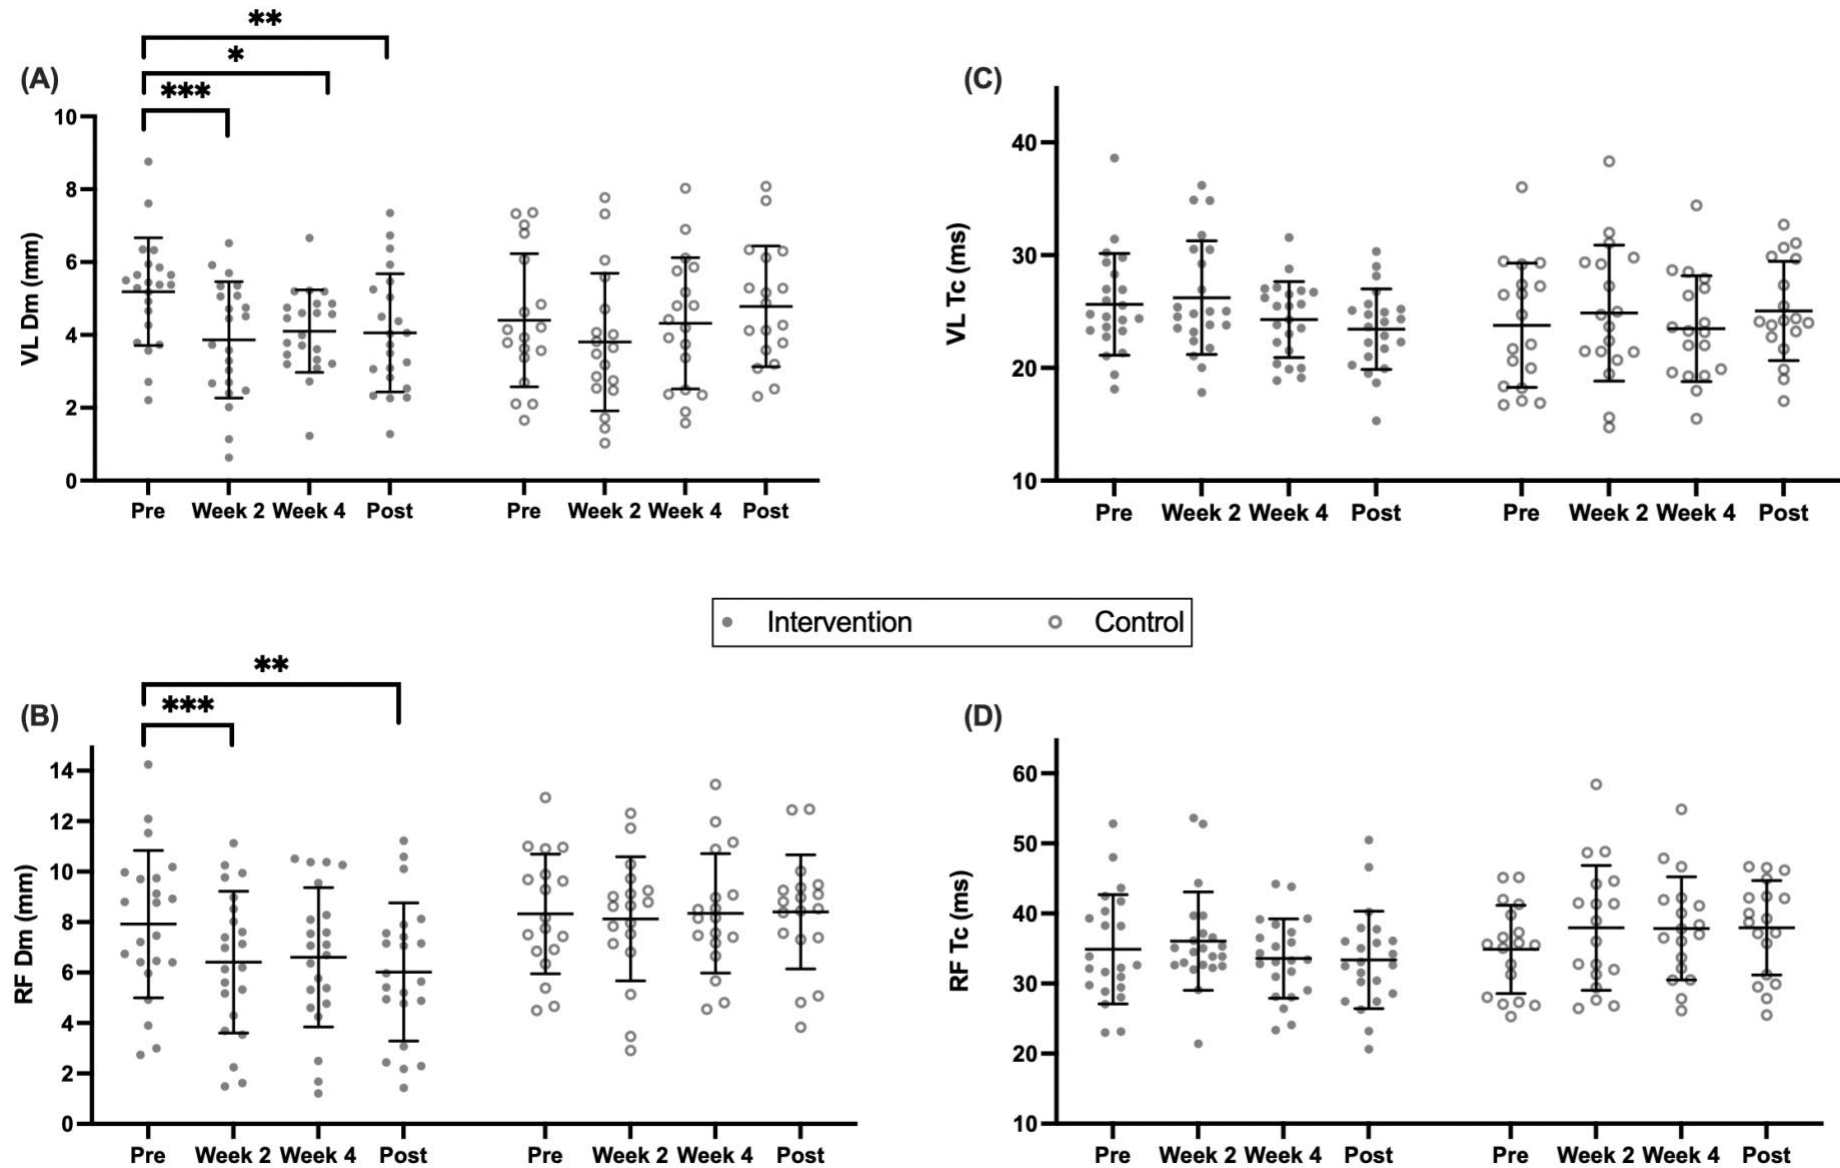 (A)
**
*
***
VL Dm (mm)
10
8
6
4
2
0
Pre Week 2 Week 4 Post Pre Week 2 Week 4 Post
(C)
VL Tc (ms)
40
30
20
10
Pre Week 2 Week 4 Post Pre Week 2 Week 4 Post
Intervention Control
(B)
**
***
RF Dm (mm)
14
12
10
8
6
4
2
0
Pre Week 2 Week 4 Post Pre Week 2 Week 4 Post
(D)
RF Tc (ms)
60
50
40
30
20
10
Pre Week 2 Week 4 Post Pre Week 2 Week 4 Post